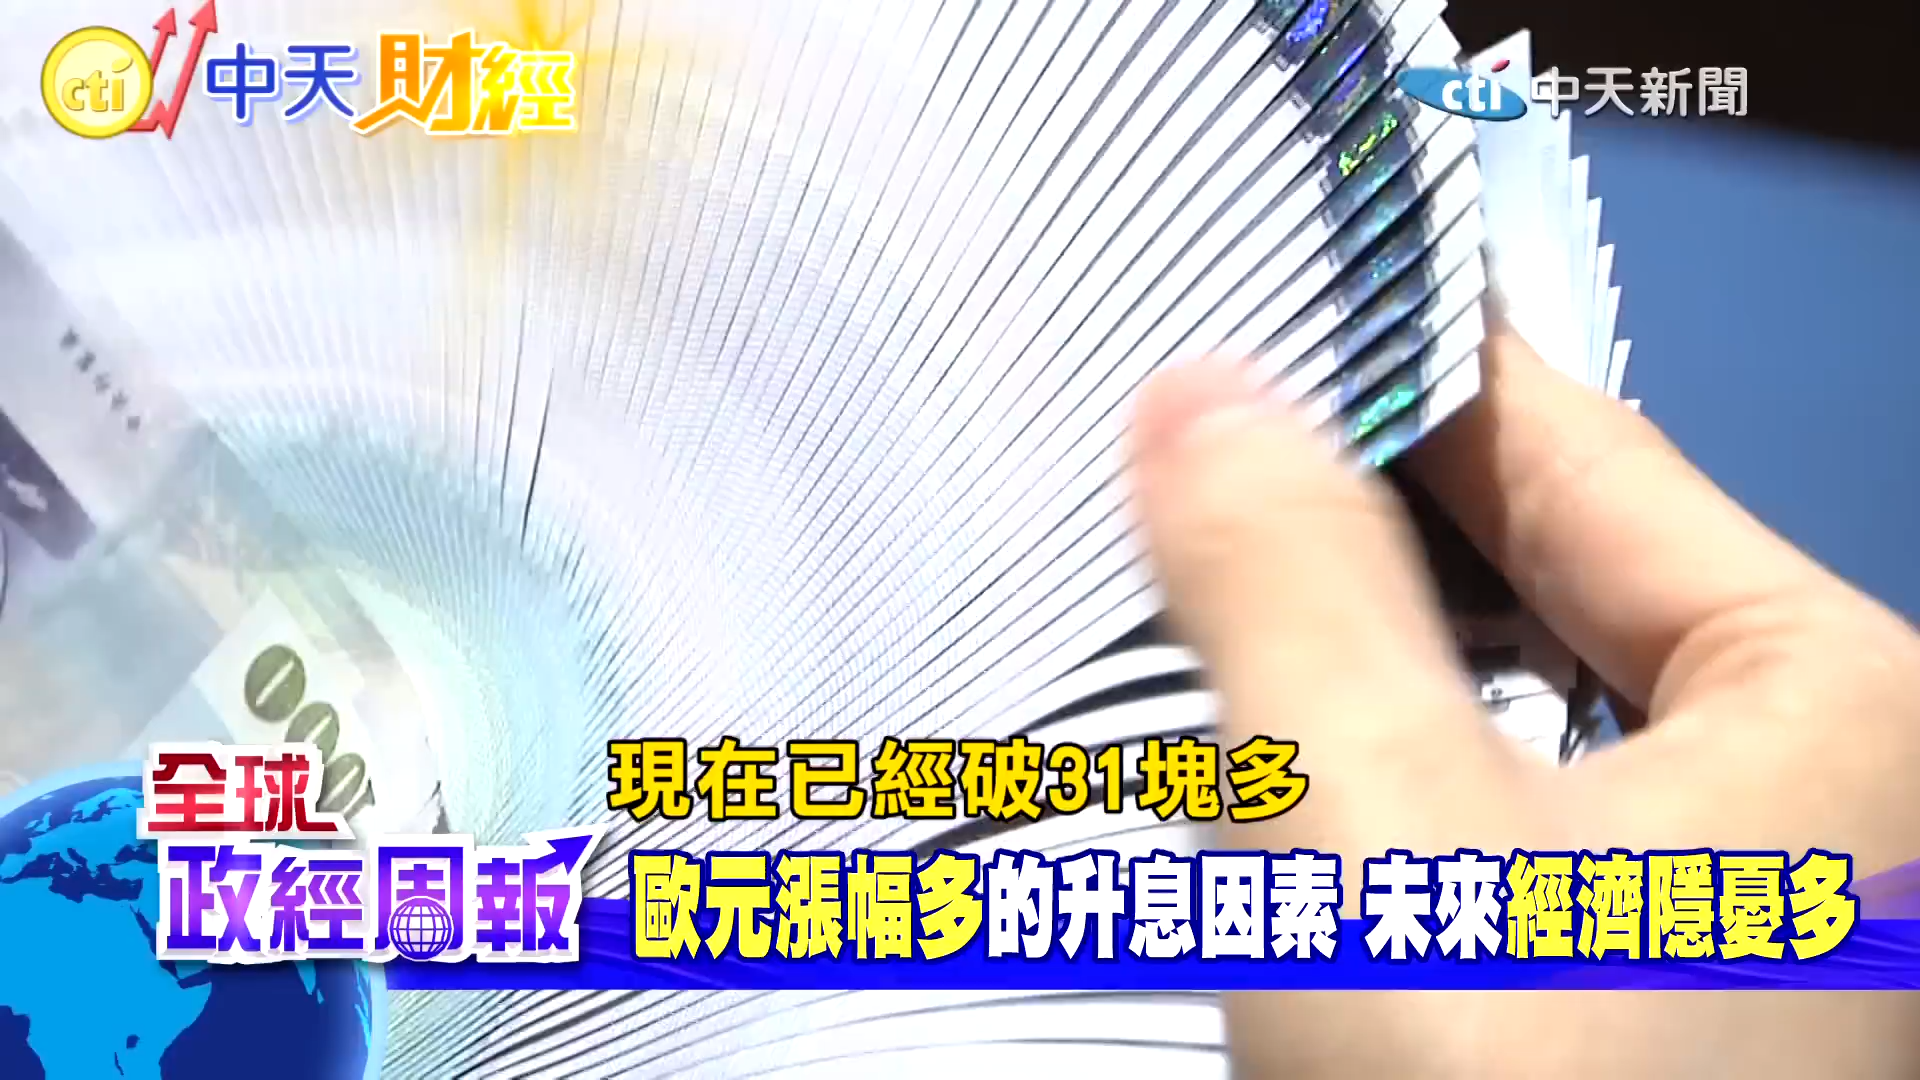 cti 中天財經
cti 中天新聞
現在已經破31塊多
全球
政經周報
歐元漲幅多的升息因素 未來經濟隱憂多